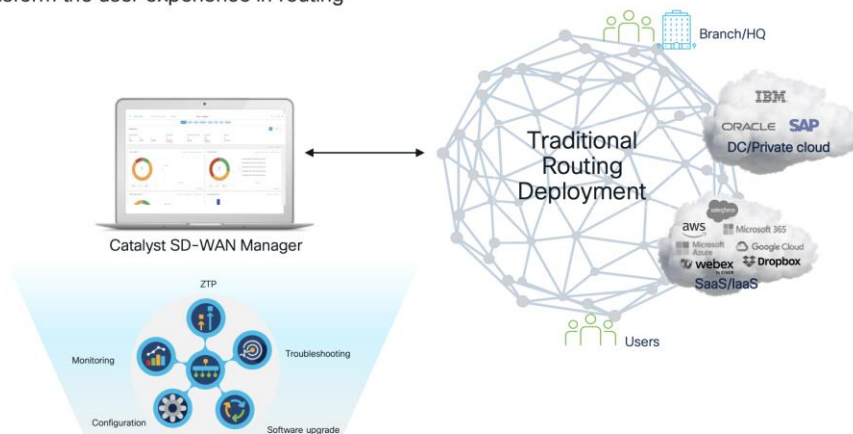 sform the user experience in routing
Branch/HQ
IBM
ORACLE SAP
DC/Private cloud
Traditional
Routing
Deployment
Catalyst SD-WAN Manager
salesforce
aws
Microsoft 365
Microsoft
Azure
Google Cloud
webex
Dropbox
SaaS/IaaS
Users
ZTP
Monitoring
Troubleshooting
Configuration
Software upgrade